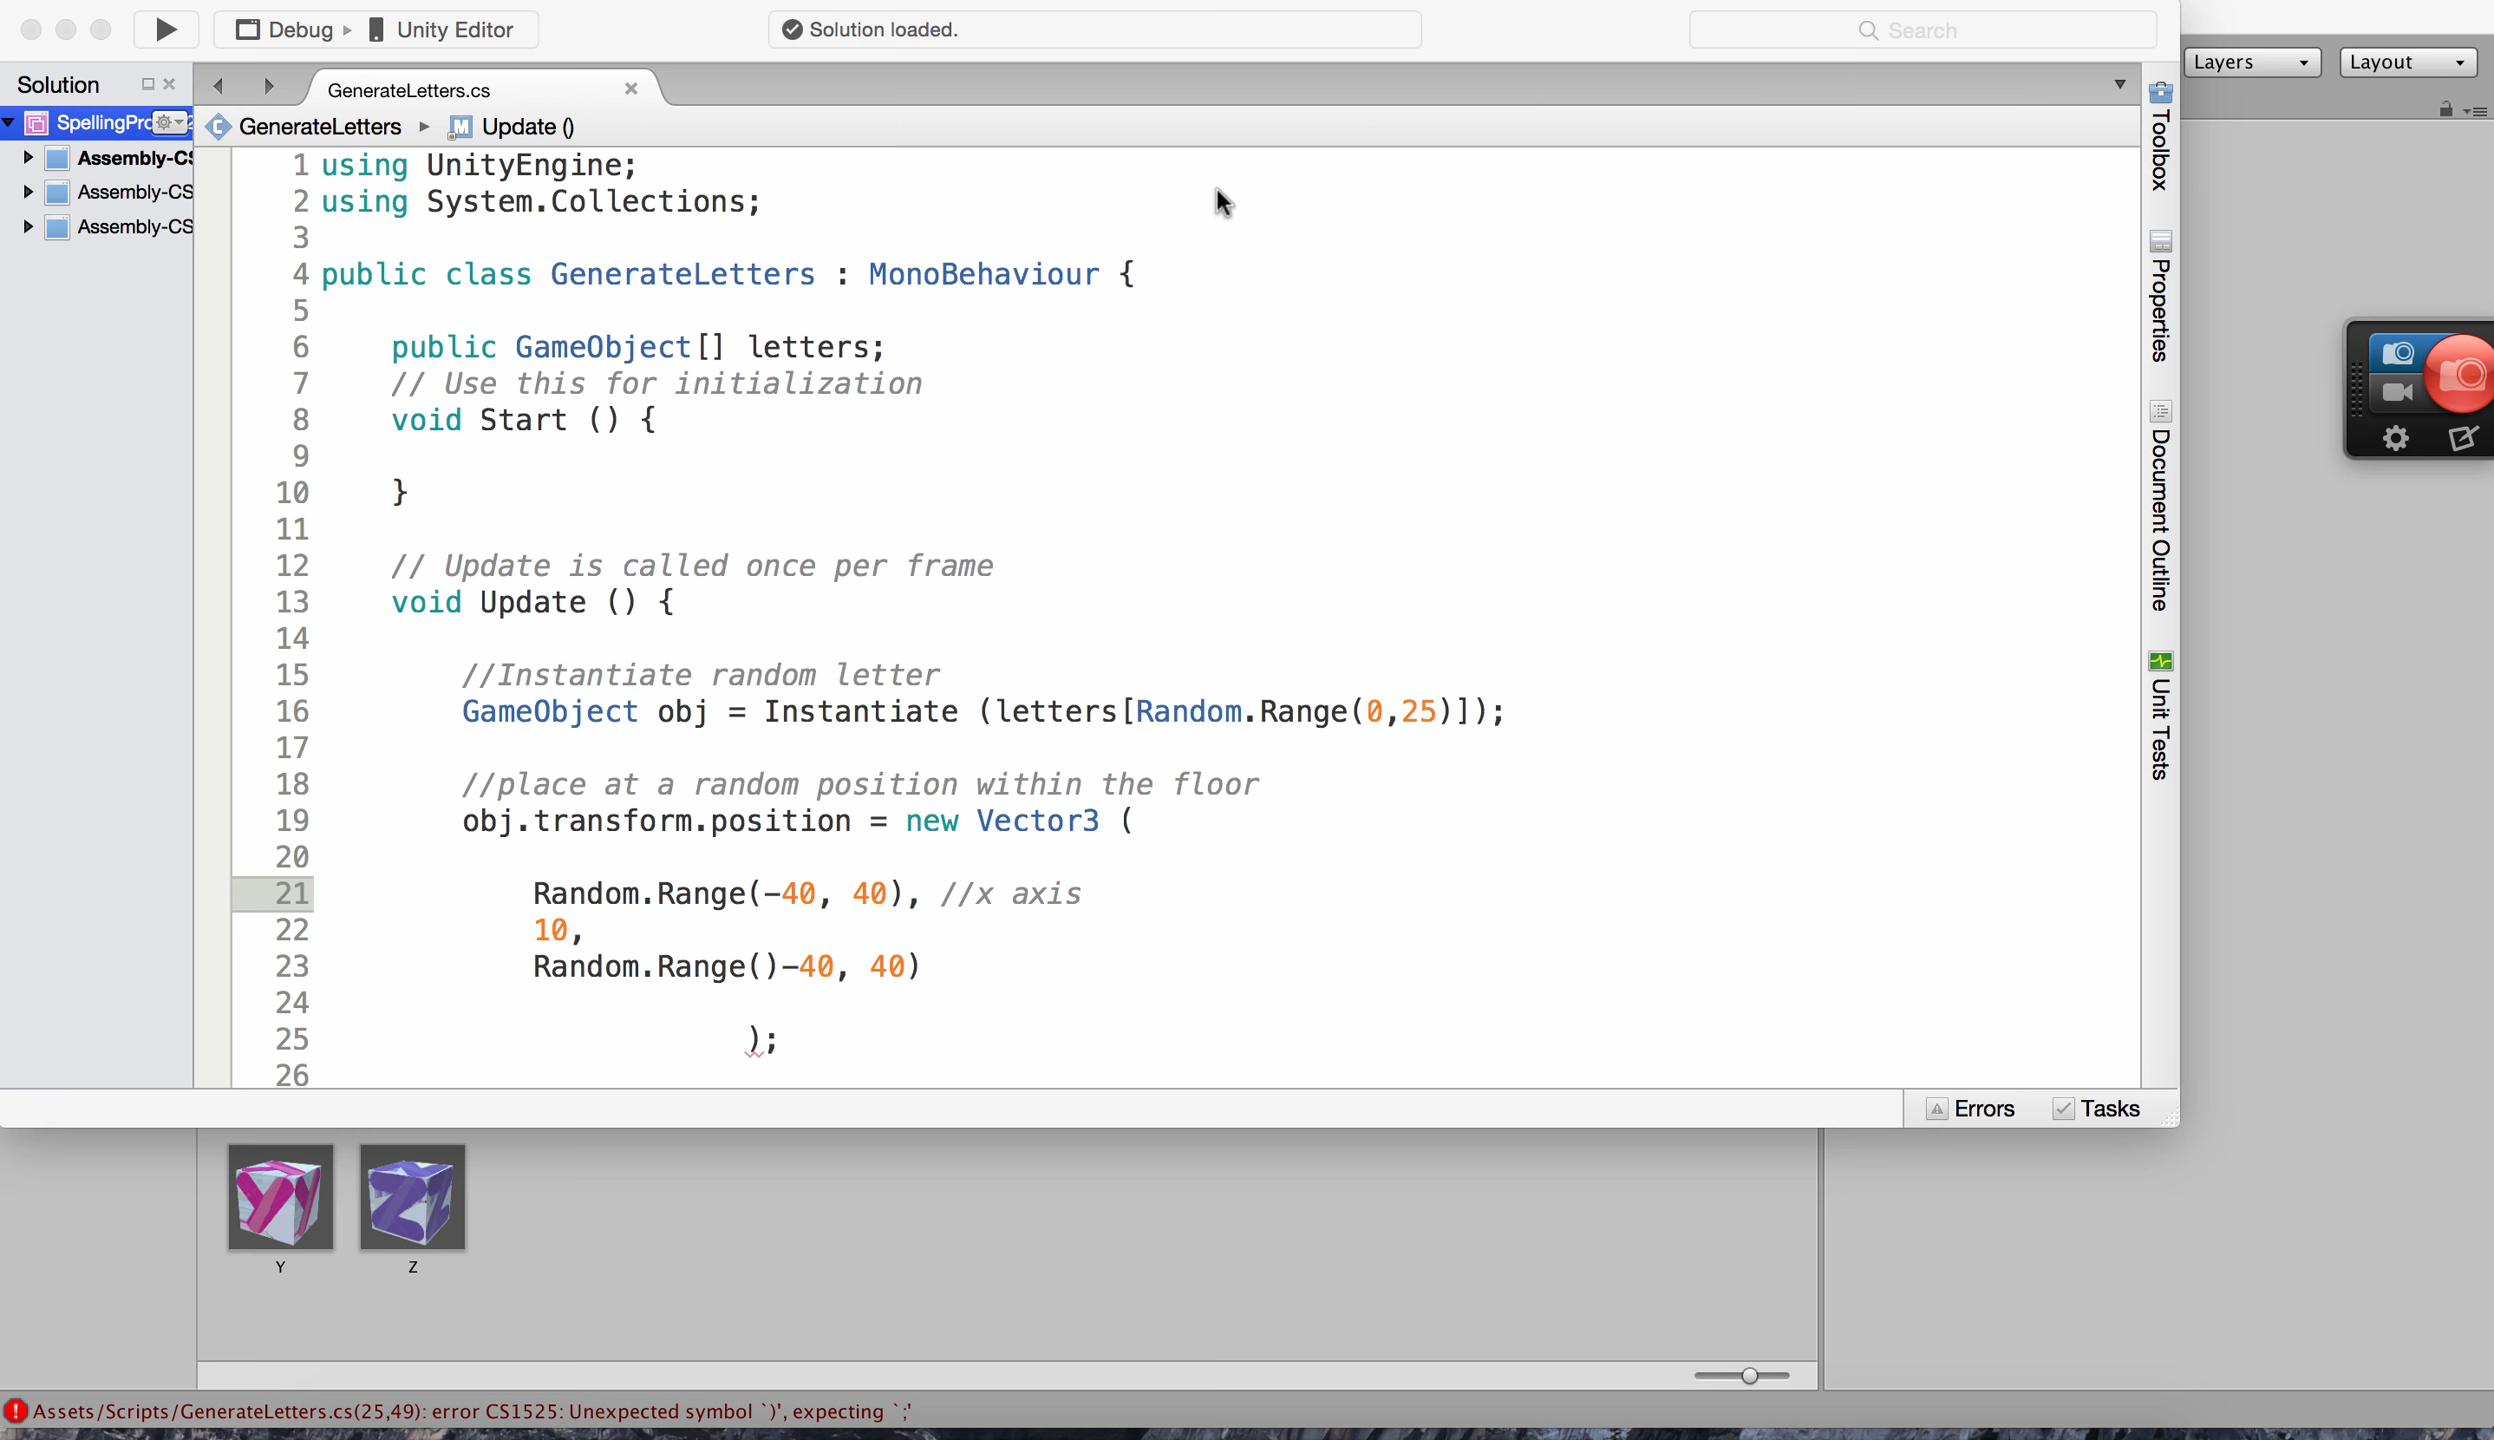 Debug
Unity Editor
Solution loaded.
Search
Layers
Layout
Solution
GenerateLetters.cs
SpellingPro
GenerateLetters
Update ()
Assembly-CS
Assembly-CS
Assembly-CS
1 using UnityEngine;
2 using System.Collections;
3
4 public class GenerateLetters : MonoBehaviour {
5
6 public GameObject[] letters;
7 // Use this for initialization
8 void Start () {
9
10 }
11
12 // Update is called once per frame
13 void Update () {
14
15 //Instantiate random letter
16 GameObject obj = Instantiate (letters[Random.Range(0,25)]);
17
18 //place at a random position within the floor
19 obj.transform.position = new Vector3 (
20
21 Random.Range(-40, 40), //x axis
22 10,
23 Random.Range()-40, 40)
24
25 );
26
Toolbox
Properties
Document Outline
Unit Tests
Errors
Tasks
Y
Z
Assets/Scripts/GenerateLetters.cs(25,49): error CS1525: Unexpected symbol `)', expecting `;'